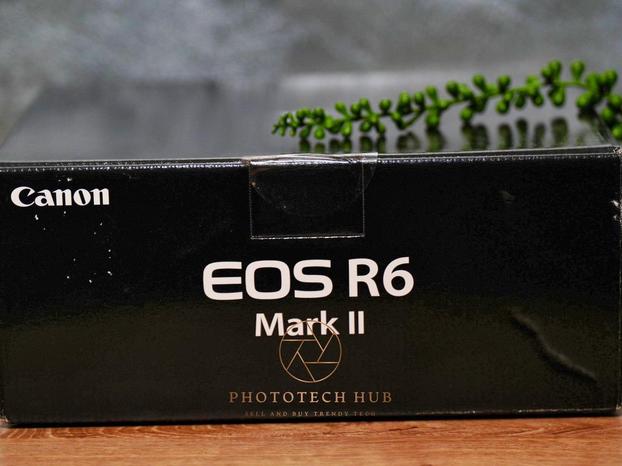 Canon
EOS R6
Mark II
PHOTOTECH HUB
SELL AND BUY TRENDY TECH